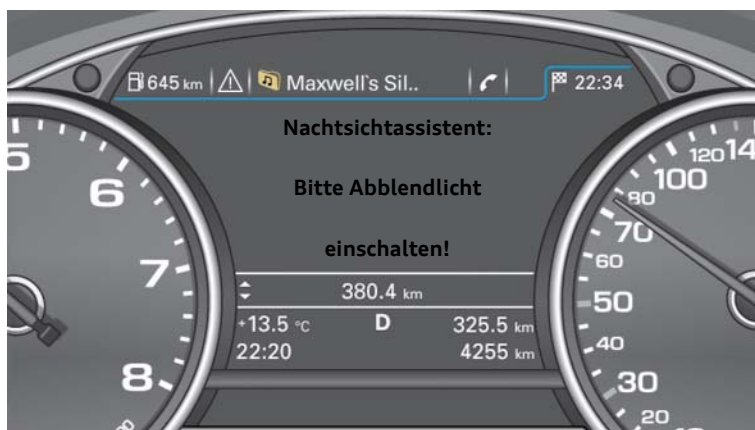 645 km Maxwell's Sil.. 22:34
Nachtsichtassistent:
Bitte Abblendlicht
einschalten!
380.4 km
+13.5 °C D 325.5 km
22:20 4255 km
5
6
7
8
120 14
100
80
70
60
50
40
30
20